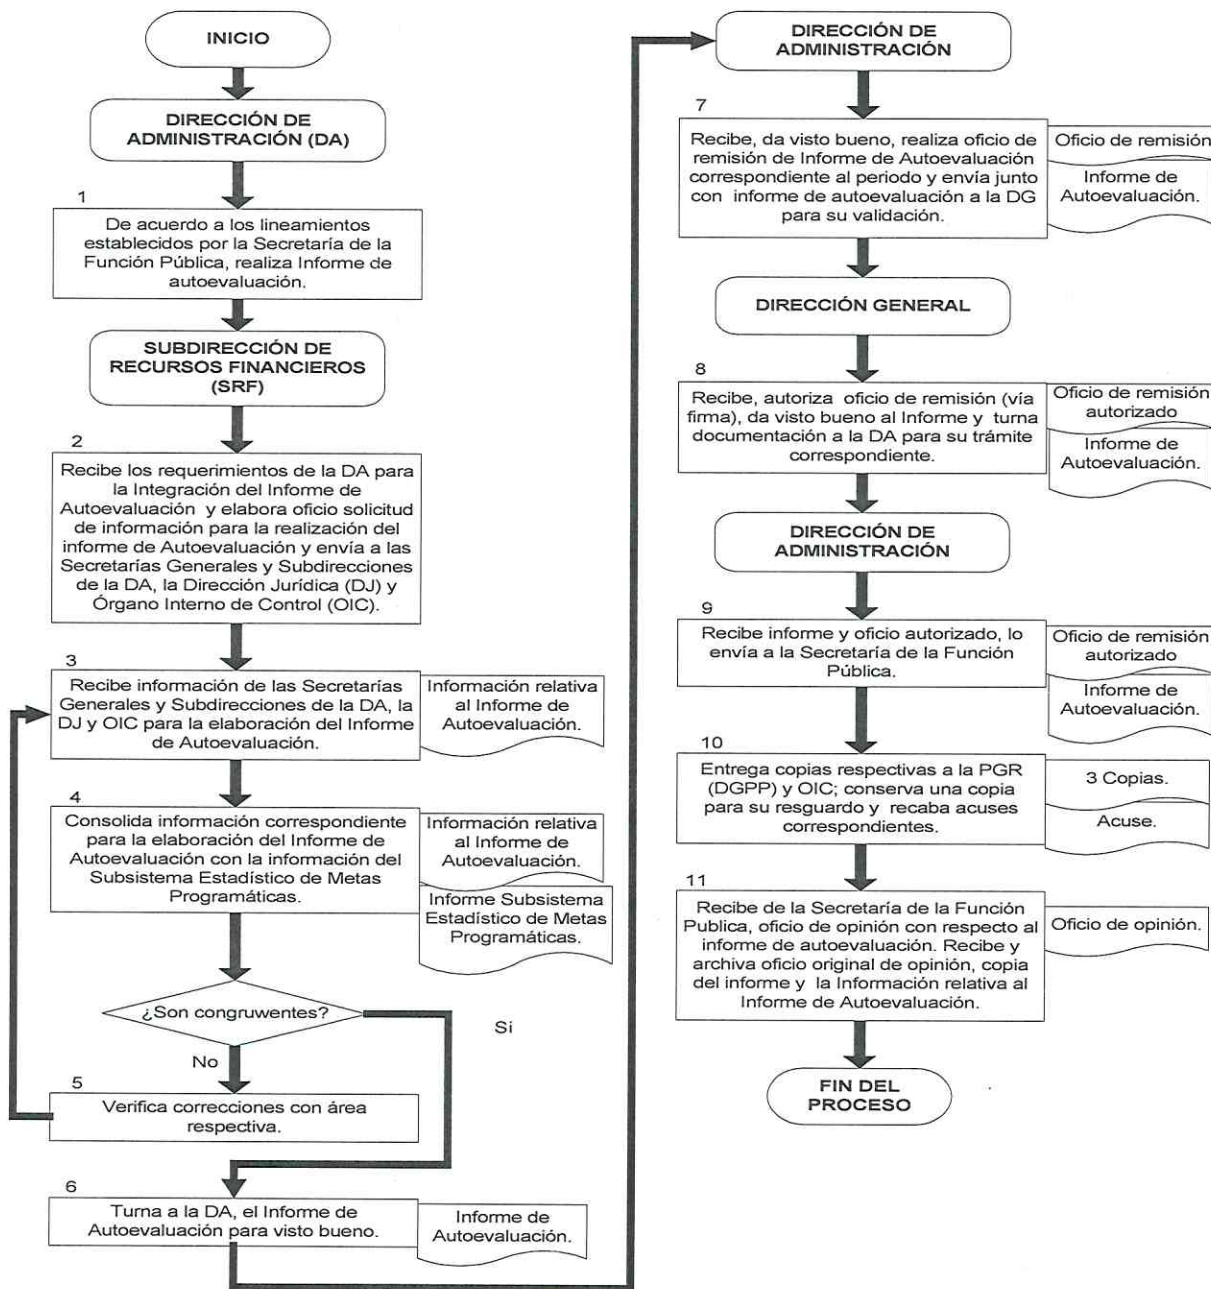 INICIO
DIRECCIÓN DE
ADMINISTRACIÓN (DA)
1
De acuerdo a los lineamientos
establecidos por la Secretaría de la
Función Pública, realiza Informe de
autoevaluación.
SUBDIRECCIÓN DE
RECURSOS FINANCIEROS
(SRF)
2
Recibe los requerimientos de la DA para
la Integración del Informe de
Autoevaluación y elabora oficio solicitud
de información para la realización del
informe de Autoevaluación y envía a las
Secretarías Generales y Subdirecciones
de la DA, la Dirección Jurídica (DJ) y
Órgano Interno de Control (OIC).
3
Recibe información de las Secretarías
Generales y Subdirecciones de la DA, la
DJ y OIC para la elaboración del Informe
de Autoevaluación.
Información relativa
al Informe de
Autoevaluación.
4
Consolida información correspondiente
para la elaboración del Informe de
Autoevaluación con la información del
Subsistema Estadístico de Metas
Programáticas.
Información relativa
al Informe de
Autoevaluación.
Informe Subsistema
Estadístico de Metas
Programáticas.
¿Son congruwentes?
Si
No
5
Verifica correcciones con área
respectiva.
6
Turna a la DA, el Informe de
Autoevaluación para visto bueno.
Informe de
Autoevaluación.
DIRECCIÓN DE
ADMINISTRACIÓN
7
Recibe, da visto bueno, realiza oficio de
remisión de Informe de Autoevaluación
correspondiente al periodo y envía junto
con informe de autoevaluación a la DG
para su validación.
Oficio de remisión
Informe de
Autoevaluación.
DIRECCIÓN GENERAL
8
Recibe, autoriza oficio de remisión (vía
firma), da visto bueno al Informe y turna
documentación a la DA para su trámite
correspondiente.
Oficio de remisión
autorizado
Informe de
Autoevaluación.
DIRECCIÓN DE
ADMINISTRACIÓN
9
Recibe informe y oficio autorizado, lo
envía a la Secretaría de la Función
Pública.
Oficio de remisión
autorizado
Informe de
Autoevaluación.
10
Entrega copias respectivas a la PGR
(DGPP) y OIC; conserva una copia
para su resguardo y recaba acuses
correspondientes.
3 Copias.
Acuse.
11
Recibe de la Secretaría de la Función
Publica, oficio de opinión con respecto al
informe de autoevaluación. Recibe y
archiva oficio original de opinión, copia
del informe y la Información relativa al
Informe de Autoevaluación.
Oficio de opinión.
FIN DEL
PROCESO